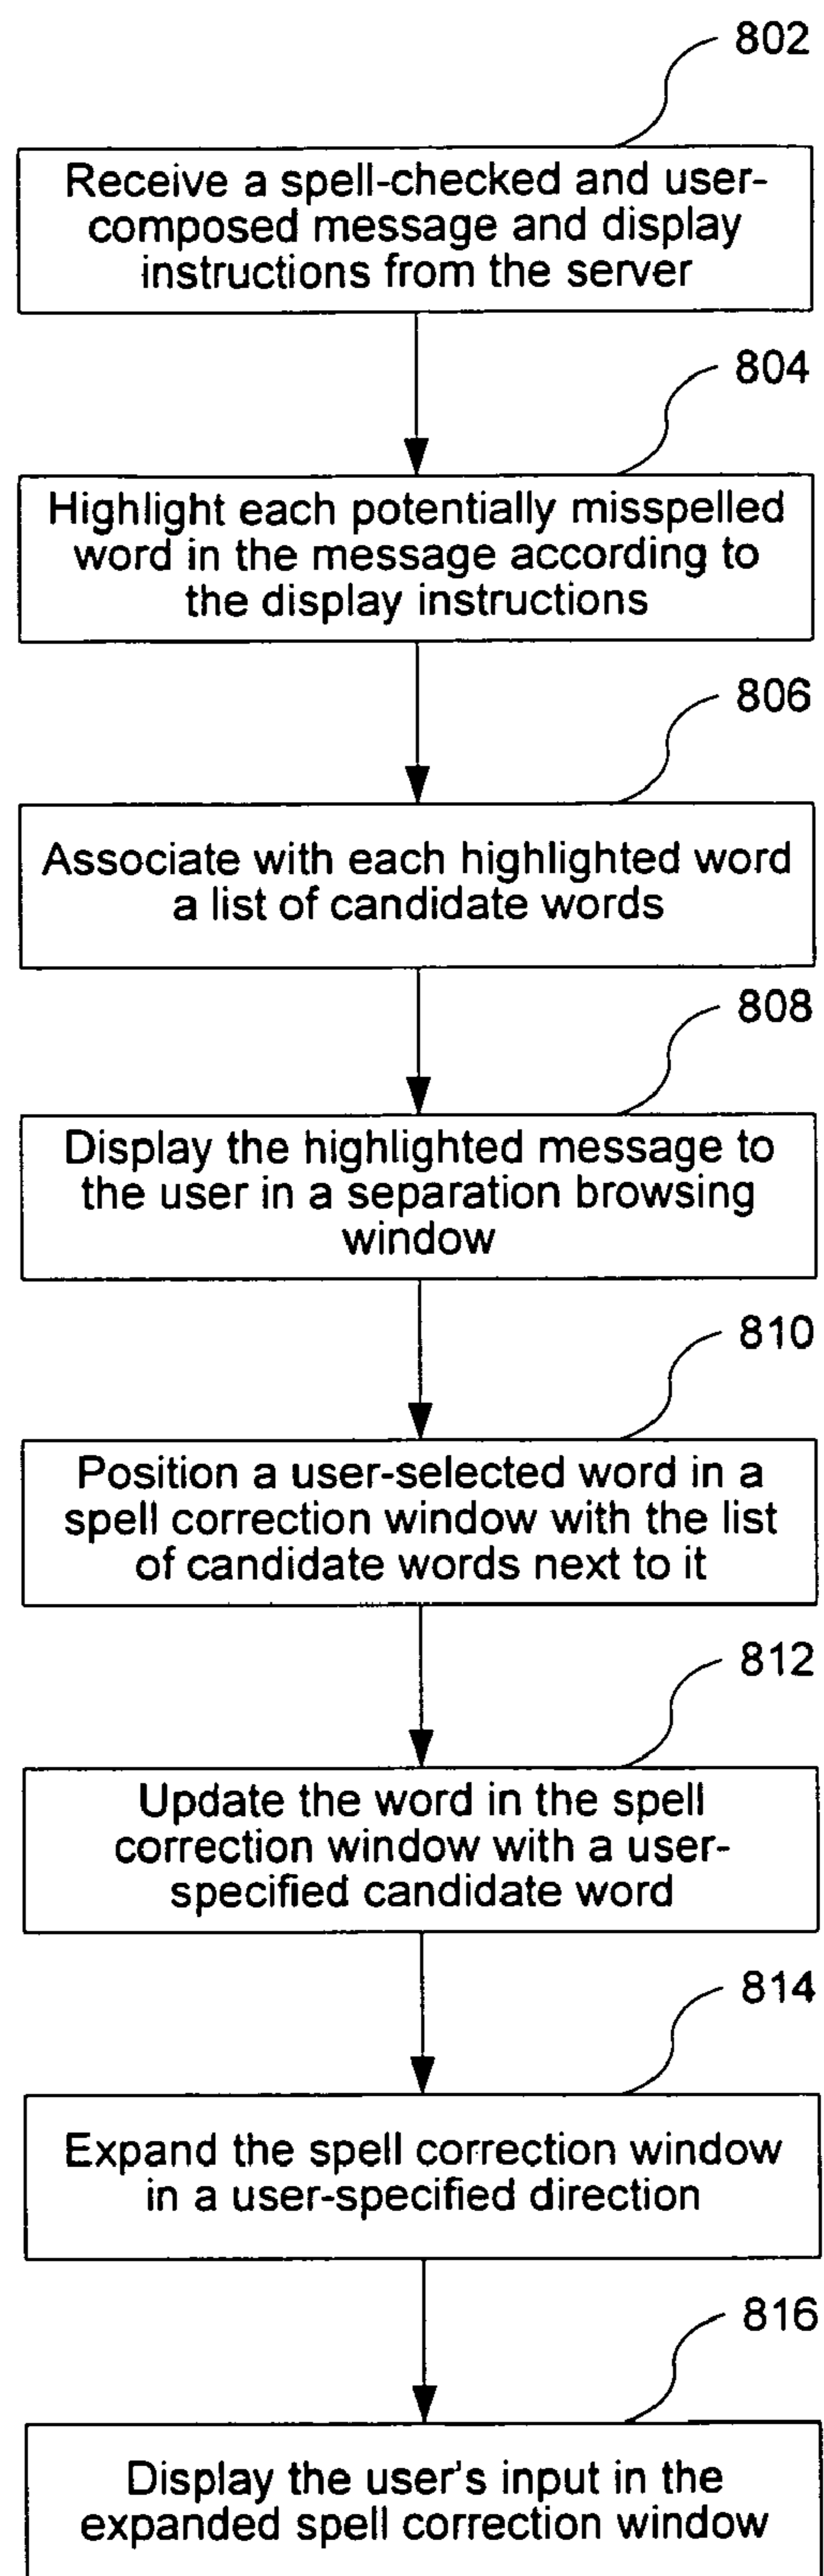 802
Receive a spell-checked and user-
composed message and display
instructions from the server
804
Highlight each potentially misspelled
word in the message according to
the display instructions
806
Associate with each highlighted word
a list of candidate words
808
Display the highlighted message to
the user in a separation browsing
window
810
Position a user-selected word in a
spell correction window with the list
of candidate words next to it
812
Update the word in the spell
correction window with a user-
specified candidate word
814
Expand the spell correction window
in a user-specified direction
816
Display the user's input in the
expanded spell correction window